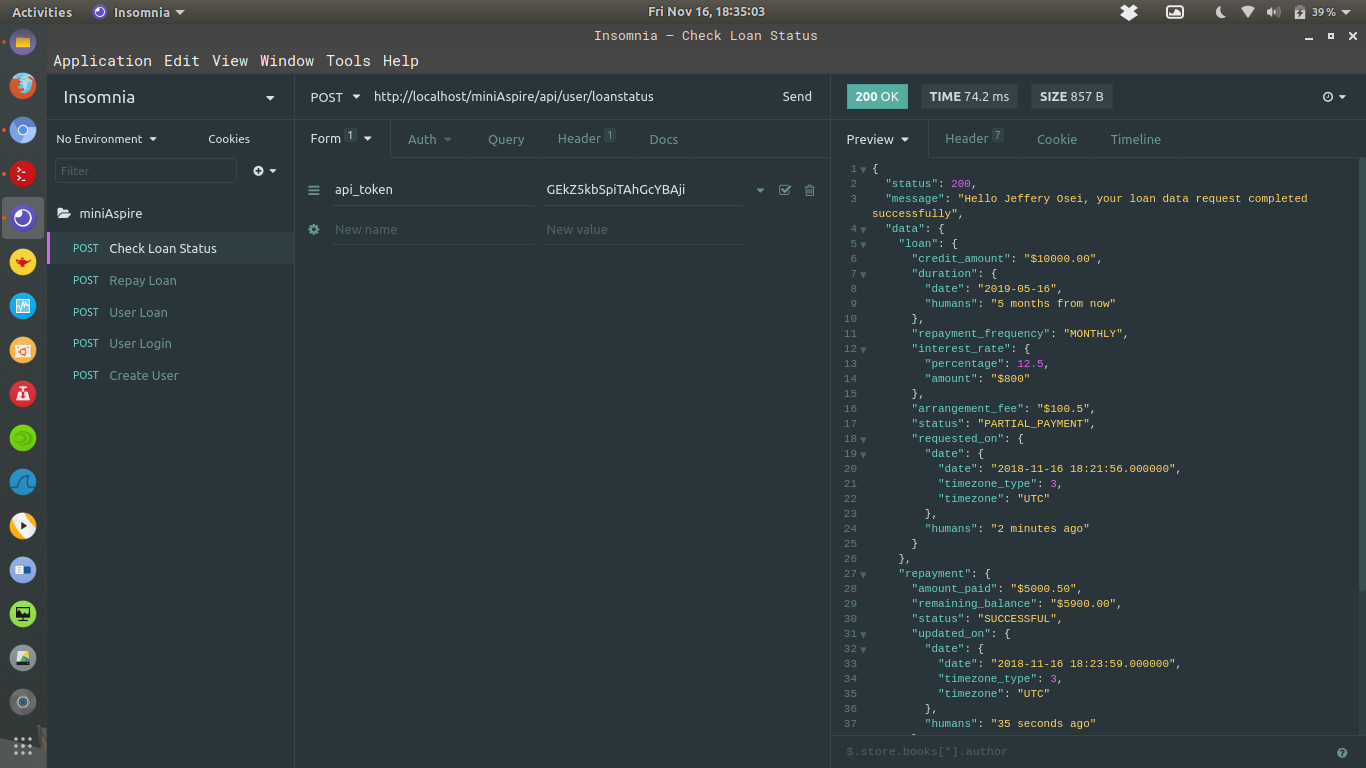 Activities Insomnia Fri Nov 16, 18:35:03 39 %
Insomnia – Check Loan Status
Application Edit View Window Tools Help
Insomnia
POST http://localhost/miniAspire/api/user/loanstatus Send
200 OK TIME 74.2 ms SIZE 857 B
No Environment Cookies
Form 1 Auth Query Header 1 Docs
Preview Header 7 Cookie Timeline
Filter
miniAspire
POST Check Loan Status
POST Repay Loan
POST User Loan
POST User Login
POST Create User
api_token GEkZ5kbSpiTAhGcYBAji
New name New value
1 {
2 "status": 200,
3 "message": "Hello Jeffery Osei, your loan data request completed
successfully",
4 "data": {
5 "loan": {
6 "credit_amount": "$10000.00",
7 "duration": {
8 "date": "2019-05-16",
9 "humans": "5 months from now"
10 },
11 "repayment_frequency": "MONTHLY",
12 "interest_rate": {
13 "percentage": 12.5,
14 "amount": "$800"
15 },
16 "arrangement_fee": "$100.5",
17 "status": "PARTIAL_PAYMENT",
18 "requested_on": {
19 "date": {
20 "date": "2018-11-16 18:21:56.000000",
21 "timezone_type": 3,
22 "timezone": "UTC"
23 },
24 "humans": "2 minutes ago"
25 }
26 },
27 "repayment": {
28 "amount_paid": "$5000.50",
29 "remaining_balance": "$5900.00",
30 "status": "SUCCESSFUL",
31 "updated_on": {
32 "date": {
33 "date": "2018-11-16 18:23:59.000000",
34 "timezone_type": 3,
35 "timezone": "UTC"
36 },
37 "humans": "35 seconds ago"
$.store.books[*].author